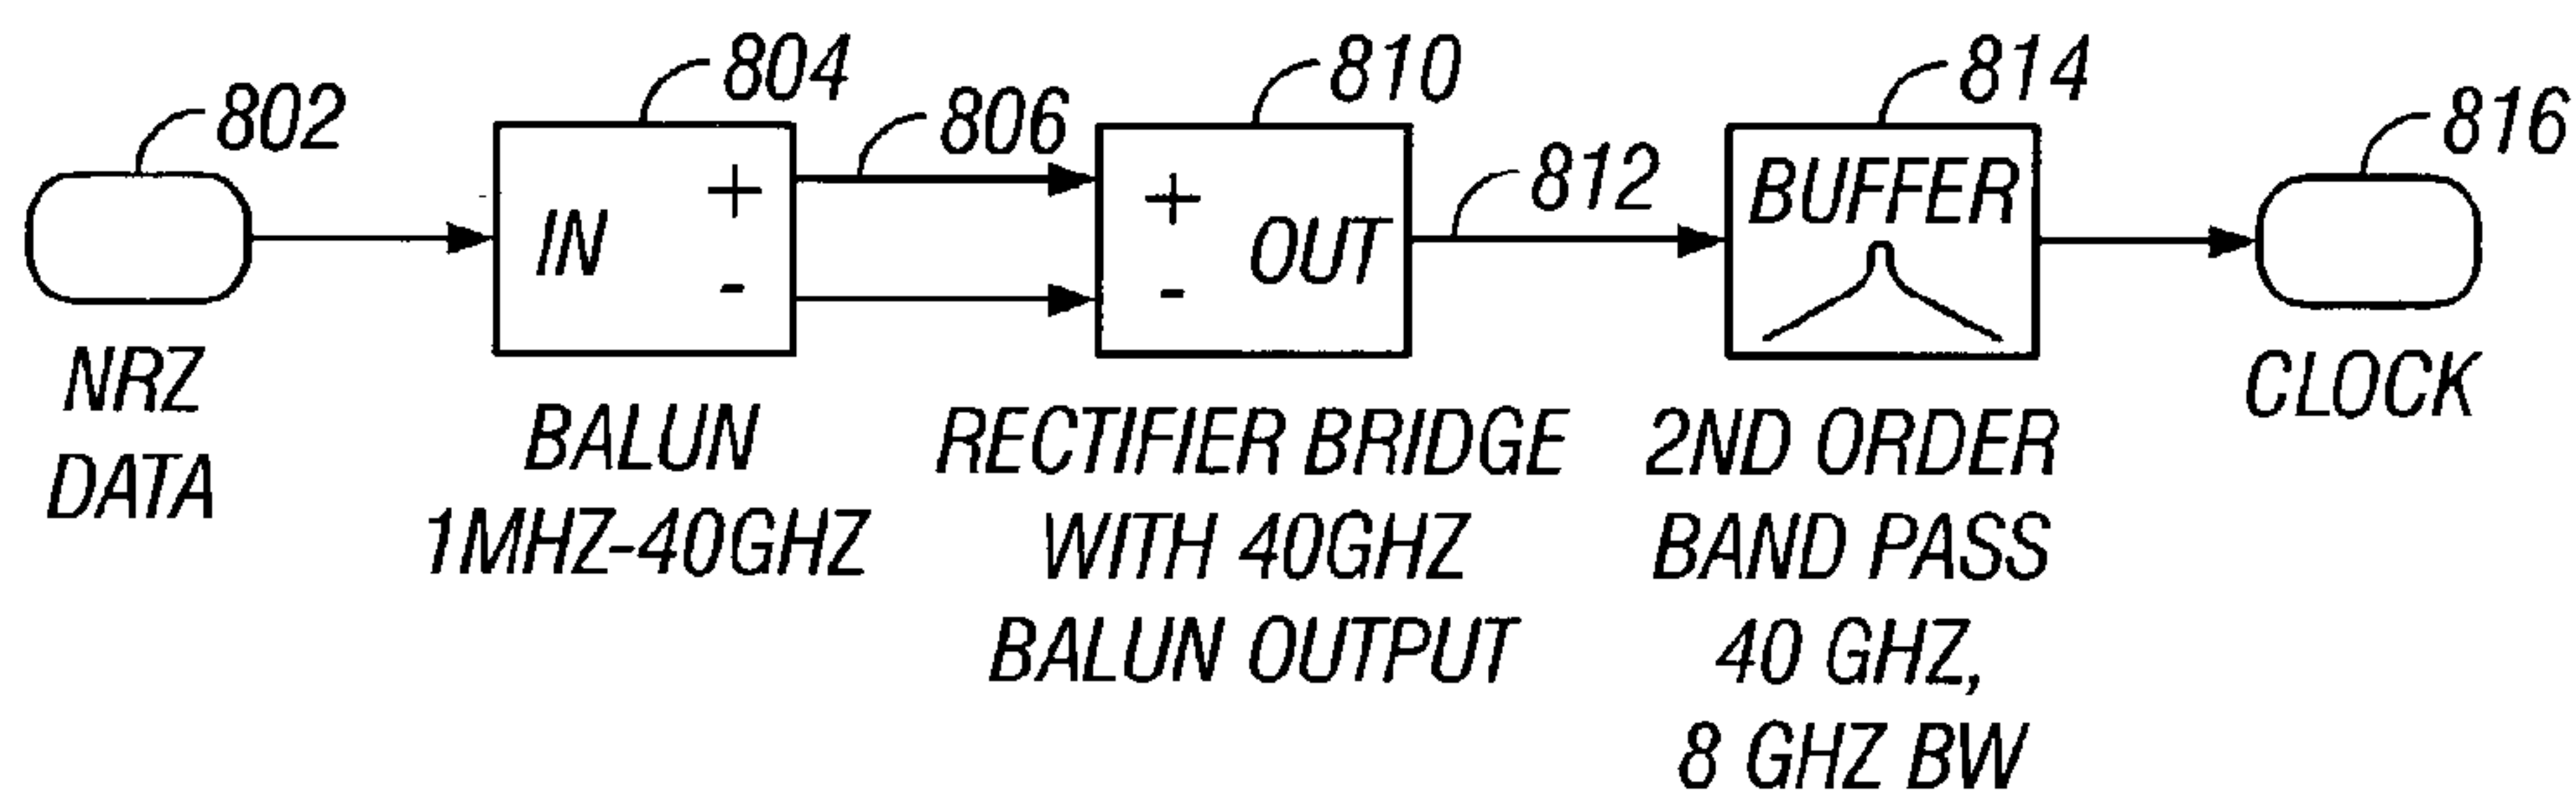 802
NRZ
DATA
804
IN
+
-
BALUN
1MHZ-40GHZ
806
810
+
-
OUT
RECTIFIER BRIDGE
WITH 40GHZ
BALUN OUTPUT
812
814
BUFFER
2ND ORDER
BAND PASS
40 GHZ,
8 GHZ BW
816
CLOCK